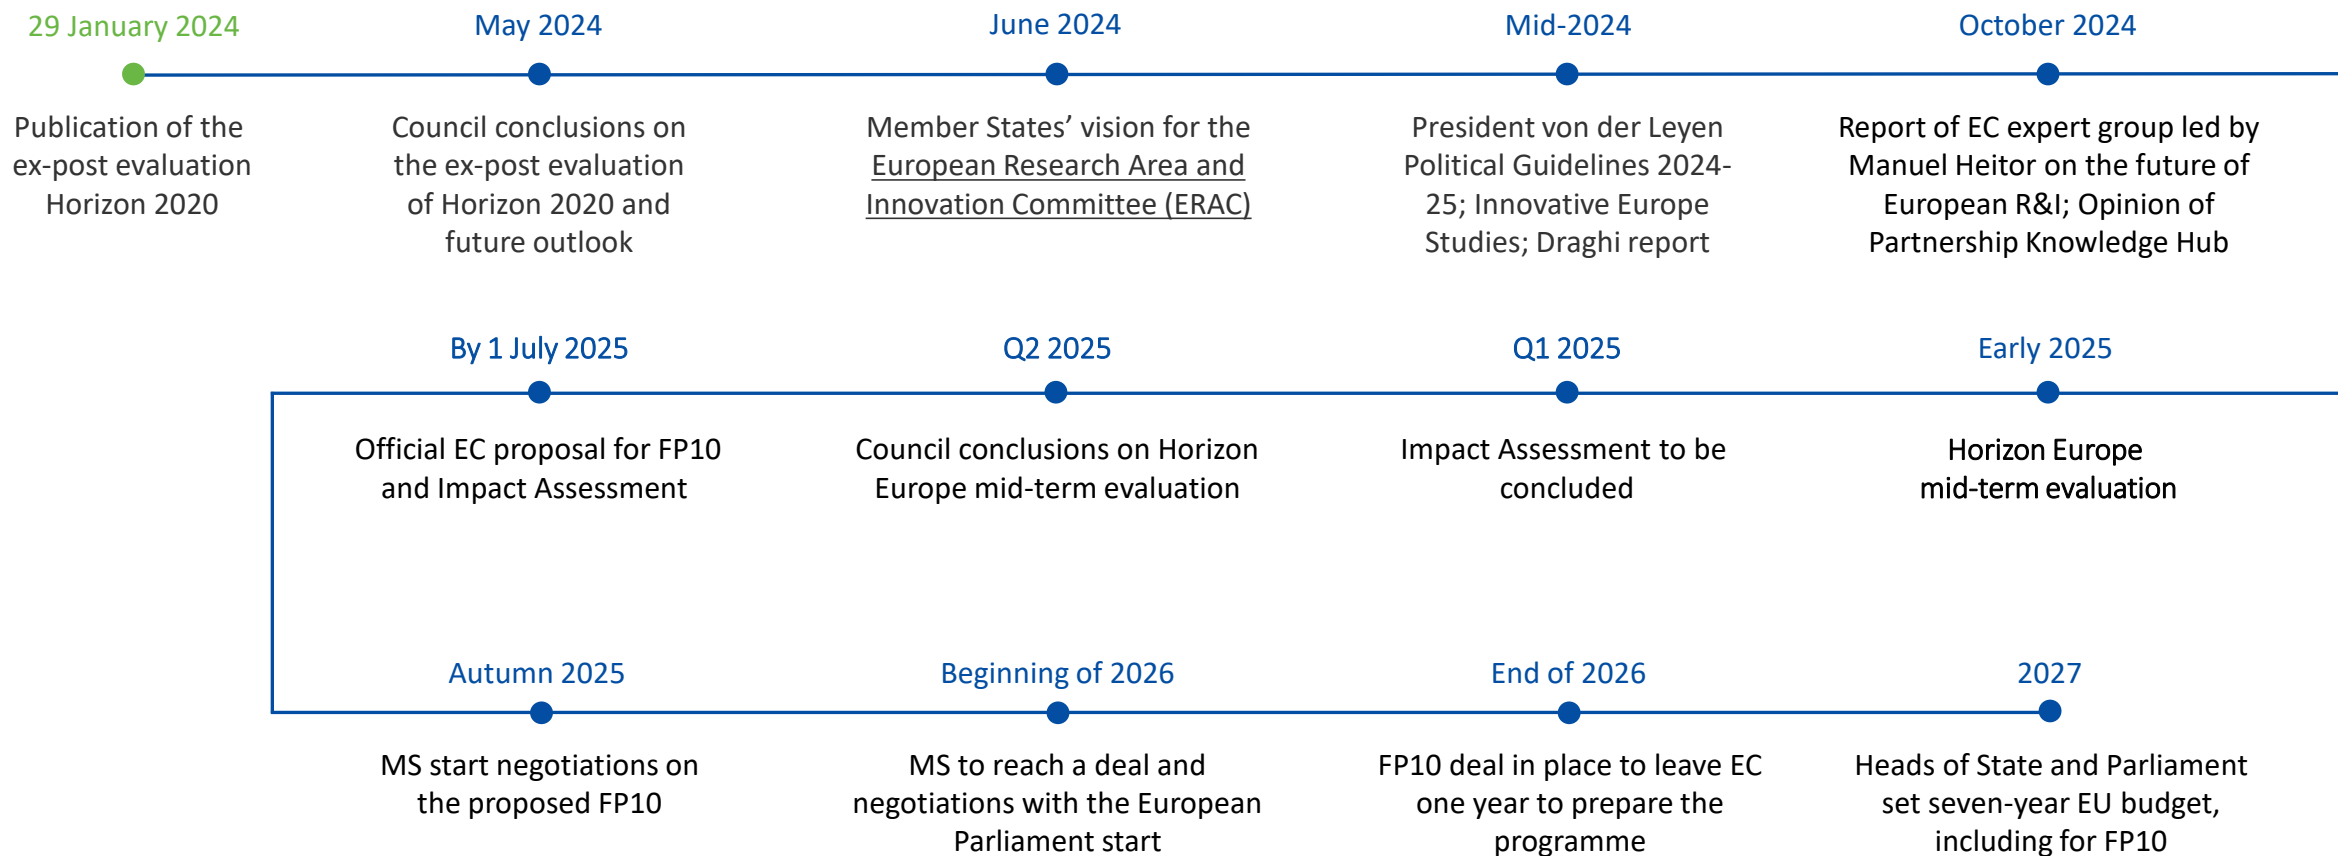 29 January 2024
Publication of the
ex-post evaluation
Horizon 2020
May 2024
Council conclusions on
the ex-post evaluation
of Horizon 2020 and
future outlook
June 2024
Member States’ vision for the
European Research Area and
Innovation Committee (ERAC)
Mid-2024
President von der Leyen
Political Guidelines 2024-
25; Innovative Europe
Studies; Draghi report
October 2024
Report of EC expert group led by
Manuel Heitor on the future of
European R&I; Opinion of
Partnership Knowledge Hub
By 1 July 2025
Official EC proposal for FP10
and Impact Assessment
Q2 2025
Council conclusions on Horizon
Europe mid-term evaluation
Q1 2025
Impact Assessment to be
concluded
Early 2025
Horizon Europe
mid-term evaluation
Autumn 2025
MS start negotiations on
the proposed FP10
Beginning of 2026
MS to reach a deal and
negotiations with the European
Parliament start
End of 2026
FP10 deal in place to leave EC
one year to prepare the
programme
2027
Heads of State and Parliament
set seven-year EU budget,
including for FP10